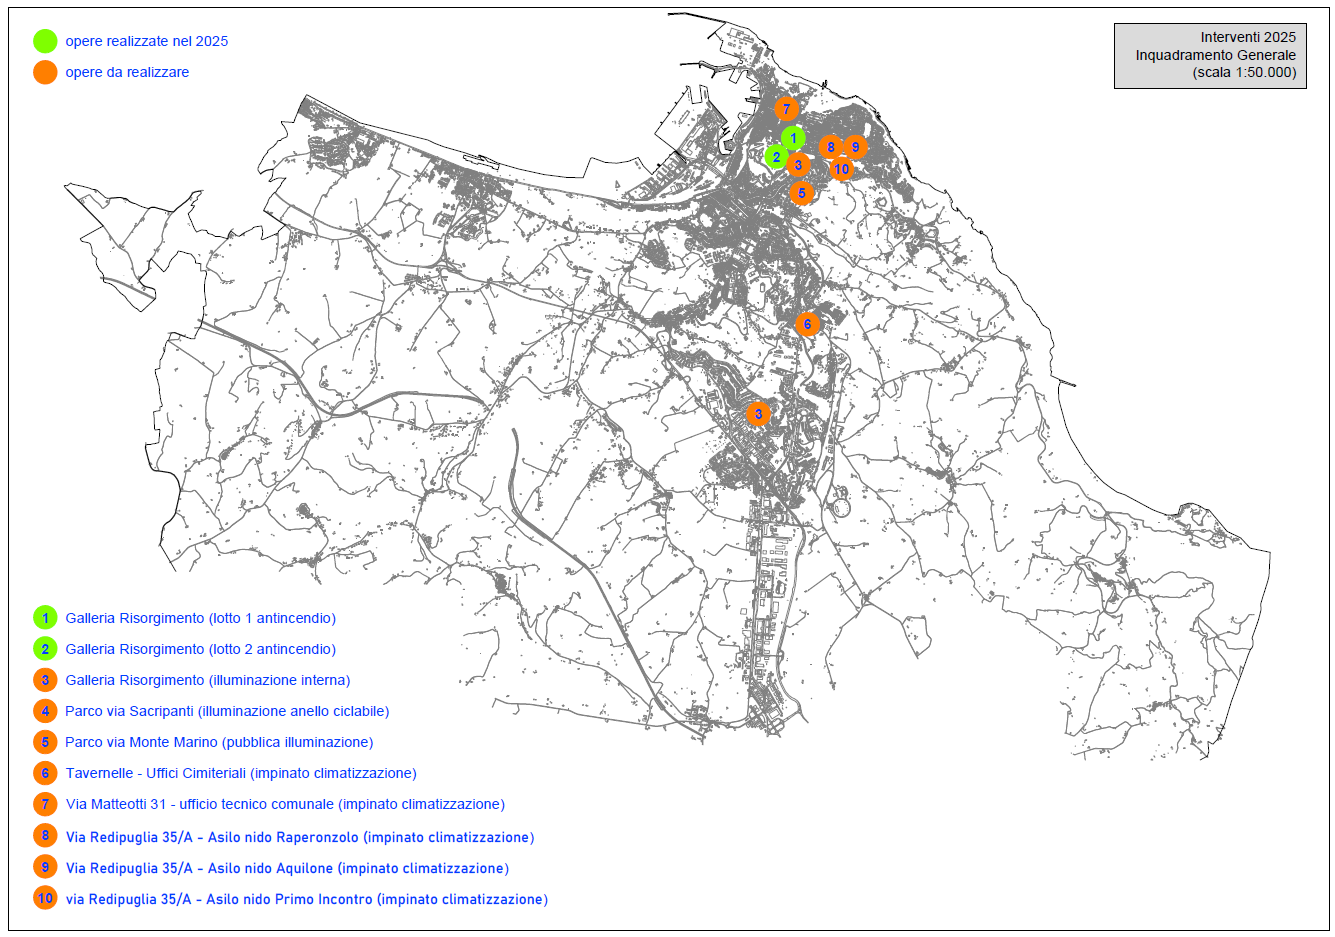 opere realizzate nel 2025
opere da realizzare
Interventi 2025
Inquadramento Generale
(scala 1:50.000)
7
1
2
8
9
3
10
5
6
3
1 Galleria Risorgimento (lotto 1 antincendio)
2 Galleria Risorgimento (lotto 2 antincendio)
3 Galleria Risorgimento (illuminazione interna)
4 Parco via Sacripanti (illuminazione anello ciclabile)
5 Parco via Monte Marino (pubblica illuminazione)
6 Tavernelle - Uffici Cimiteriali (impinato climatizzazione)
7 Via Matteotti 31 - ufficio tecnico comunale (impinato climatizzazione)
8 Via Redipuglia 35/A - Asilo nido Raperonzolo (impinato climatizzazione)
9 Via Redipuglia 35/A - Asilo nido Aquilone (impinato climatizzazione)
10 via Redipuglia 35/A - Asilo nido Primo Incontro (impinato climatizzazione)